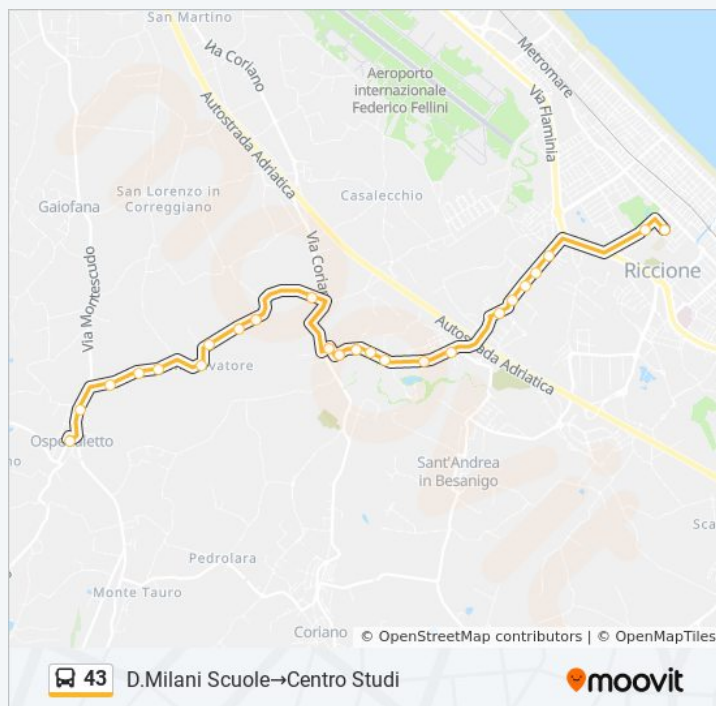 San Martino
Via Coriano
Metromare
Aeroporto
internazionale
Federico Fellini
Via Flaminia
Autostrada Adriatica
San Lorenzo in
Correggiano
Casalecchio
Gaiofana
Via Montescudo
Via Coriano
Riccione
Autostrada Adriatica
vatore
Ospedaletto
no
Sant'Andrea
in Besanigo
Sca
Pedrolara
Monte Tauro
Coriano
© OpenStreetMap contributors | © OpenMapTiles
43 D.Milani Scuole→Centro Studi
moovit